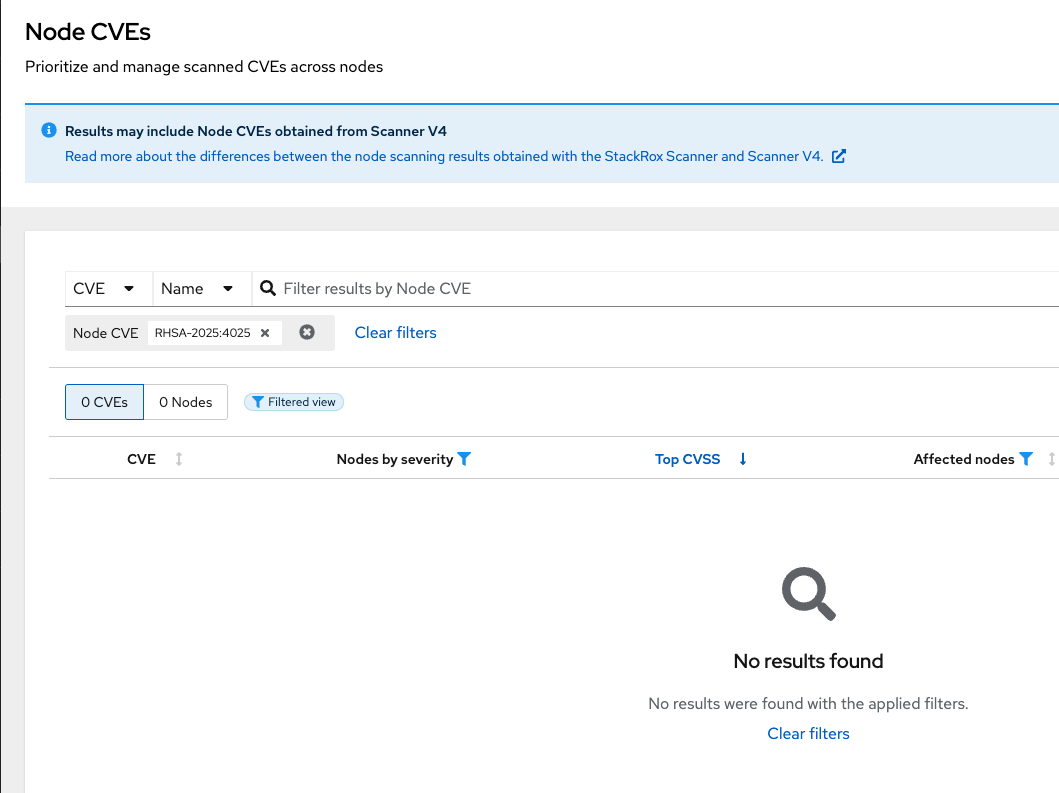 Node CVEs
Prioritize and manage scanned CVEs across nodes
Results may include Node CVEs obtained from Scanner V4
Read more about the differences between the node scanning results obtained with the StackRox Scanner and Scanner V4.
CVE Name Filter results by Node CVE
Node CVE RHSA-2025:4025 Clear filters
0 CVEs 0 Nodes Filtered view
CVE Nodes by severity Top CVSS Affected nodes
No results found
No results were found with the applied filters.
Clear filters